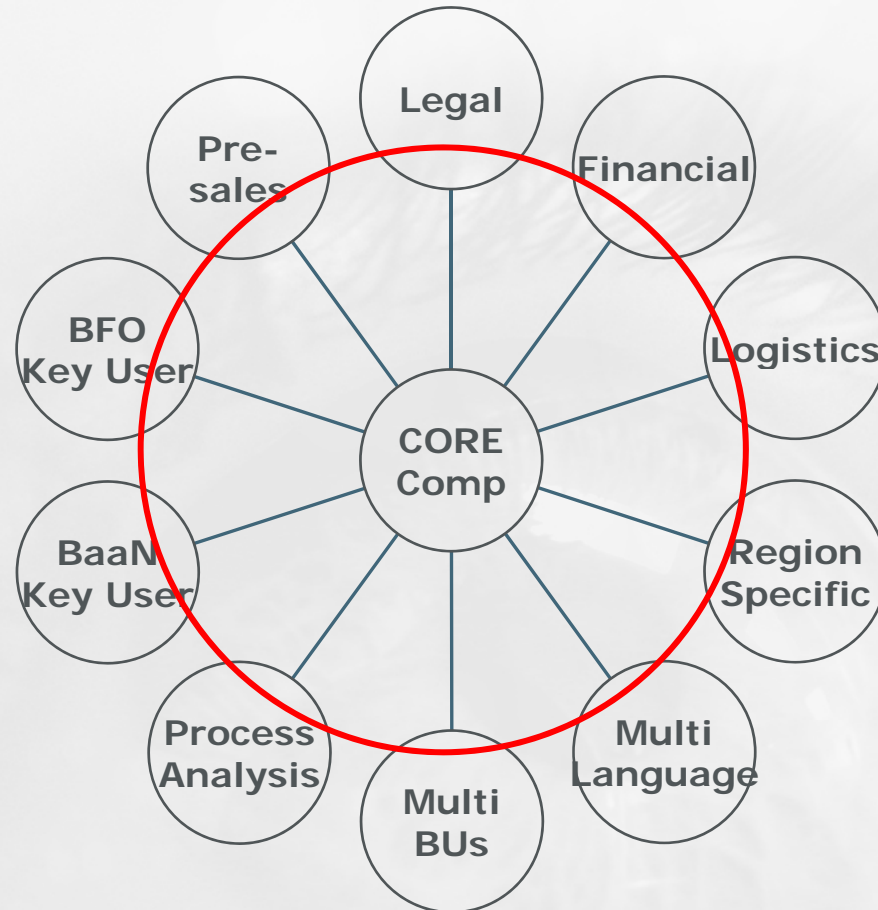 Legal
Pre-
sales
Financial
BFO
Key User
Logistics
CORE
Comp
BaaN
Key User
Region
Specific
Process
Analysis
Multi
Language
Multi
BUs